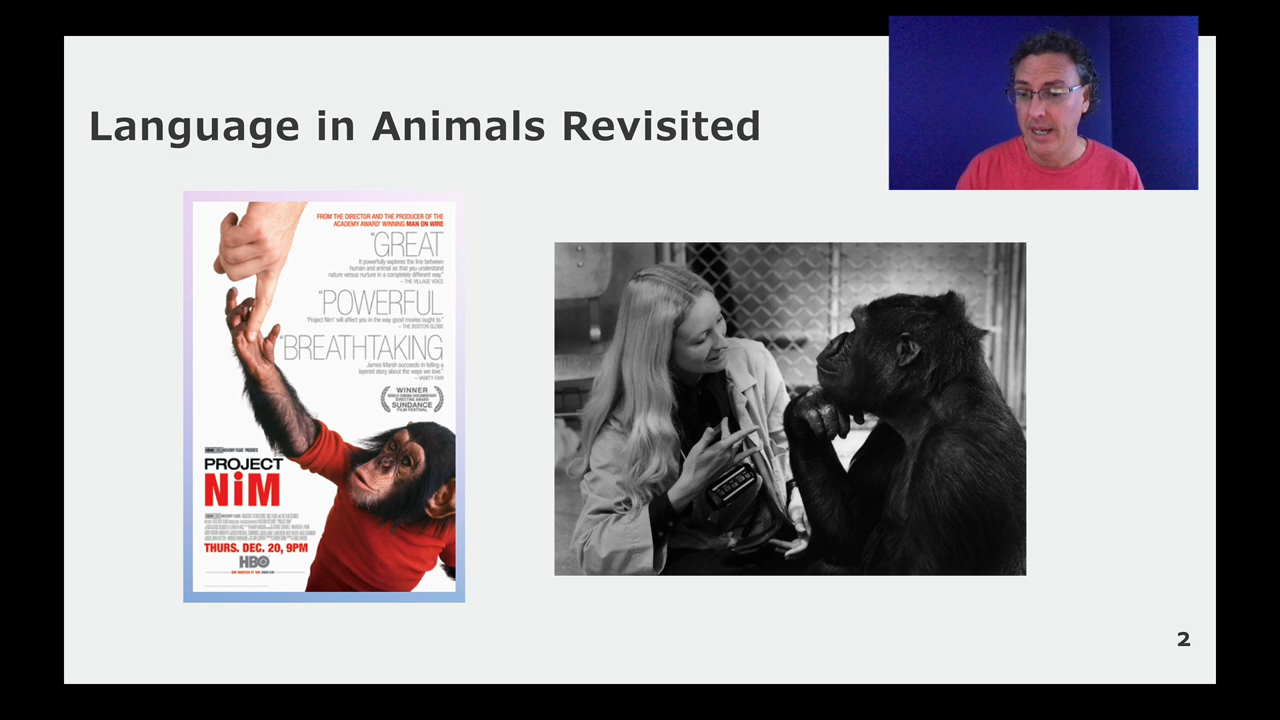 Language in Animals Revisited
FROM THE DIRECTOR AND THE PRODUCER OF THE
ACADEMY AWARD® WINNING MAN ON WIRE
"GREAT
It powerfully explores the line between
human and animal so that you understand
nature versus nurture in a completely different way."
– THE VILLAGE VOICE
"POWERFUL
'Project Nim' will affect you in the way good movies ought to."
– THE BOSTON GLOBE
"BREATHTAKING
James Marsh succeeds in telling a
layered story about the ways we love."
– VANITY FAIR
WINNER
WORLD CINEMA DOCUMENTARY
DIRECTING AWARD
SUNDANCE
FILM FESTIVAL
PROJECT
NiM
THURS. DEC. 20, 9PM
HBO
2